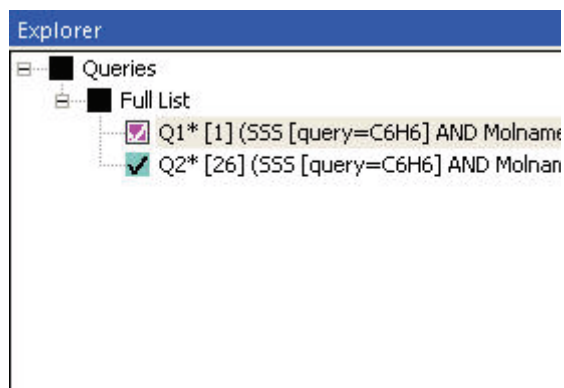 Explorer
Queries
Full List
Q1* [1] (SSS [query=C6H6] AND Molname
Q2* [26] (SSS [query=C6H6] AND Molnam